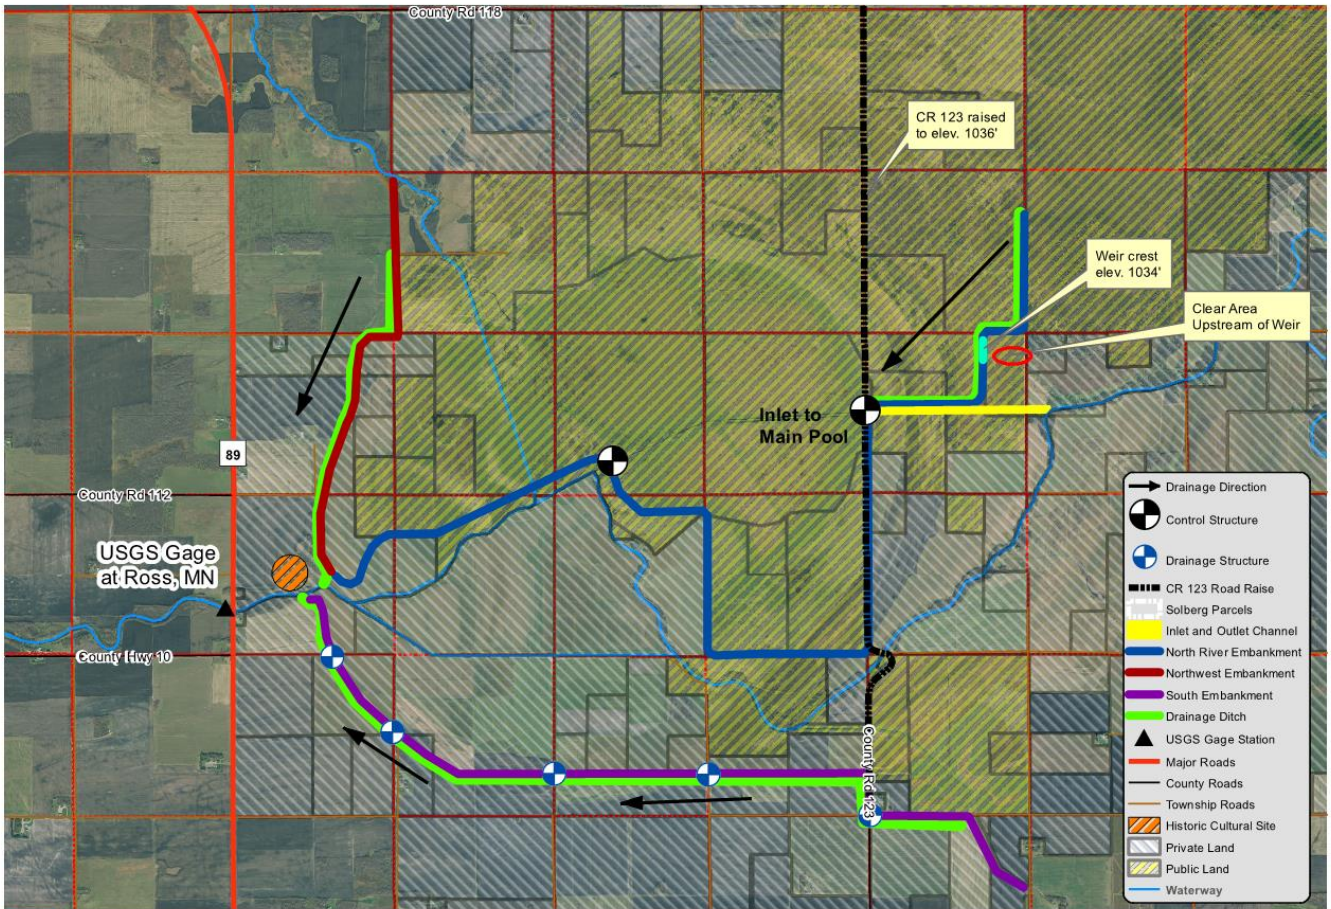 County Rd 118
CR 123 raised
to elev. 1036'
Weir crest
elev. 1034'
Clear Area
Upstream of Weir
Inlet to
Main Pool
89
County Rd 112
USGS Gage
at Ross, MN
County Hwy 10
County Rd 123
Drainage Direction
Control Structure
Drainage Structure
CR 123 Road Raise
Solberg Parcels
Inlet and Outlet Channel
North River Embankment
Northwest Embankment
South Embankment
Drainage Ditch
USGS Gage Station
Major Roads
County Roads
Township Roads
Historic Cultural Site
Private Land
Public Land
Waterway